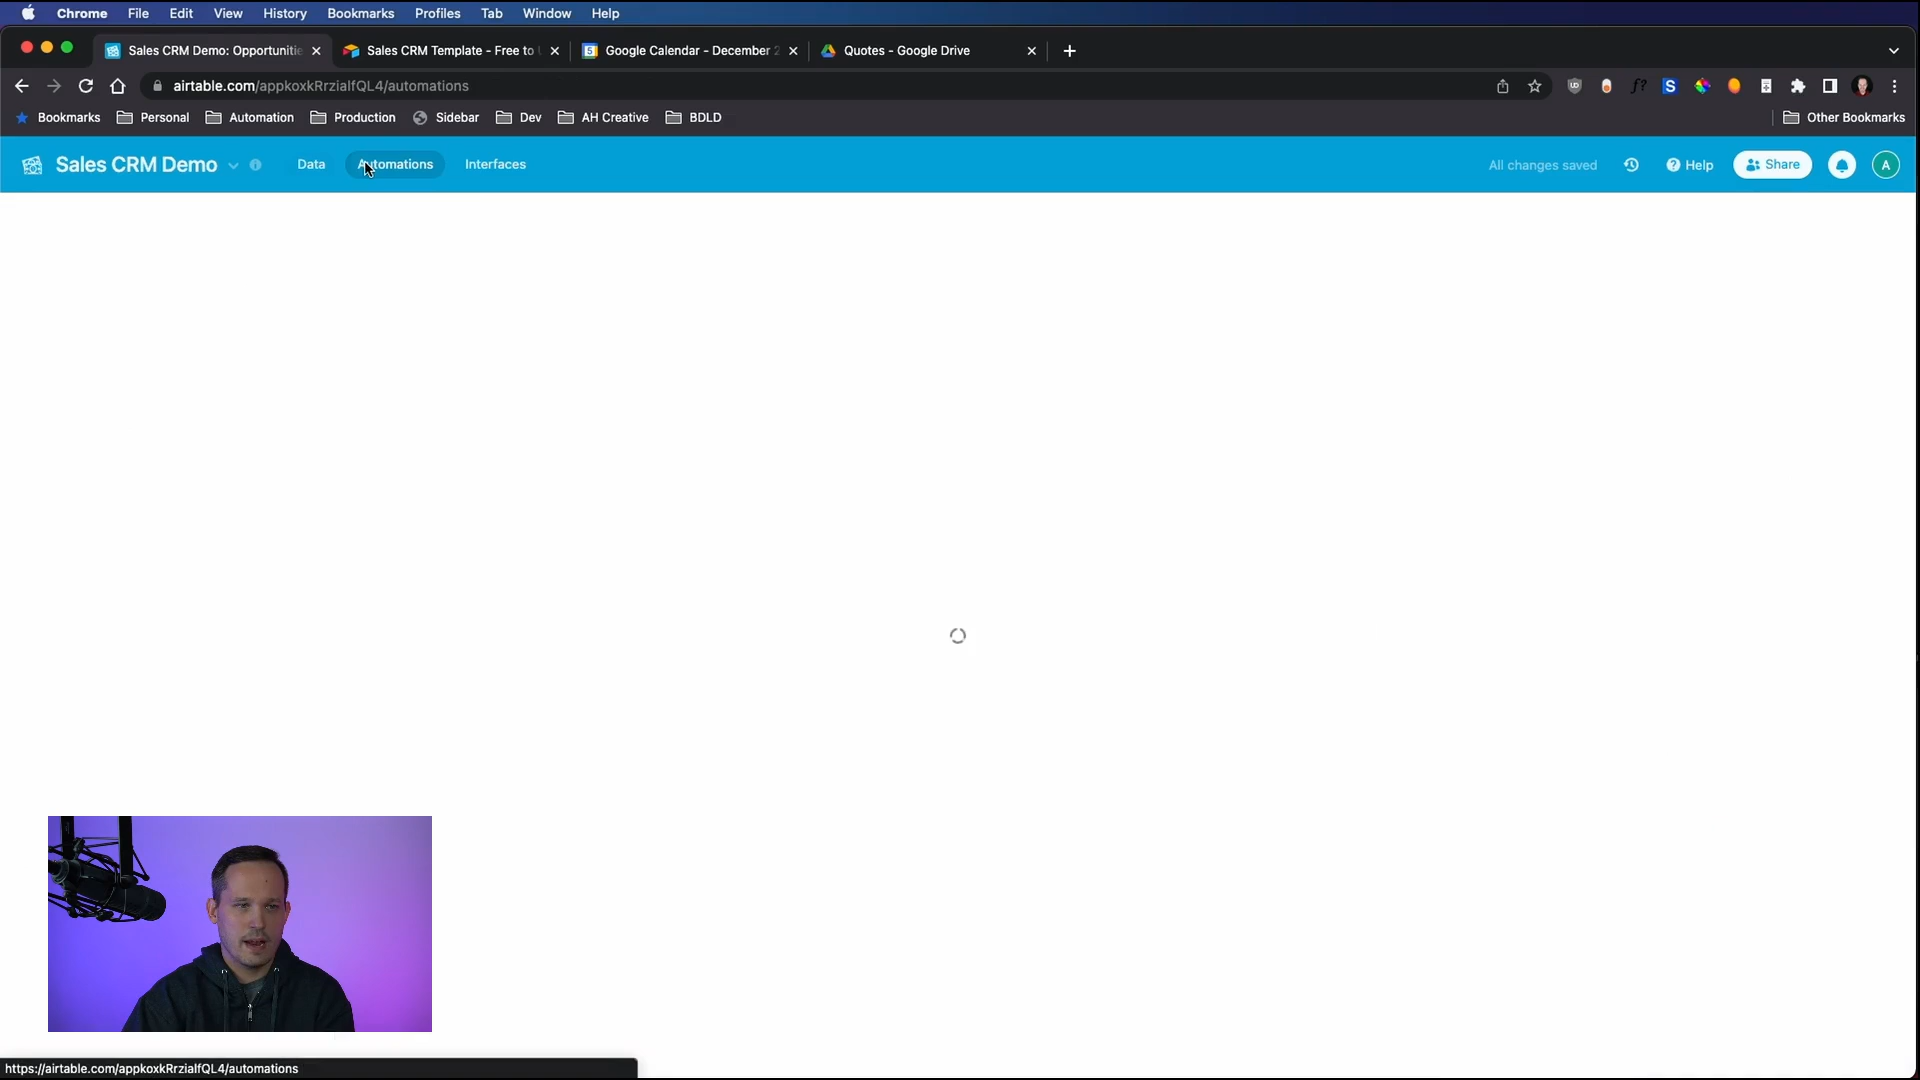 Chrome File Edit View History Bookmarks Profiles Tab Window Help
Sales CRM Demo: Opportunitie Sales CRM Template - Free to Google Calendar - December 2 Quotes - Google Drive
airtable.com/appkoxkRrzialfQL4/automations
Bookmarks Personal Automation Production Sidebar Dev AH Creative BDLD Other Bookmarks
Sales CRM Demo Data Automations Interfaces All changes saved Help Share A
https://airtable.com/appkoxkRrzialfQL4/automations